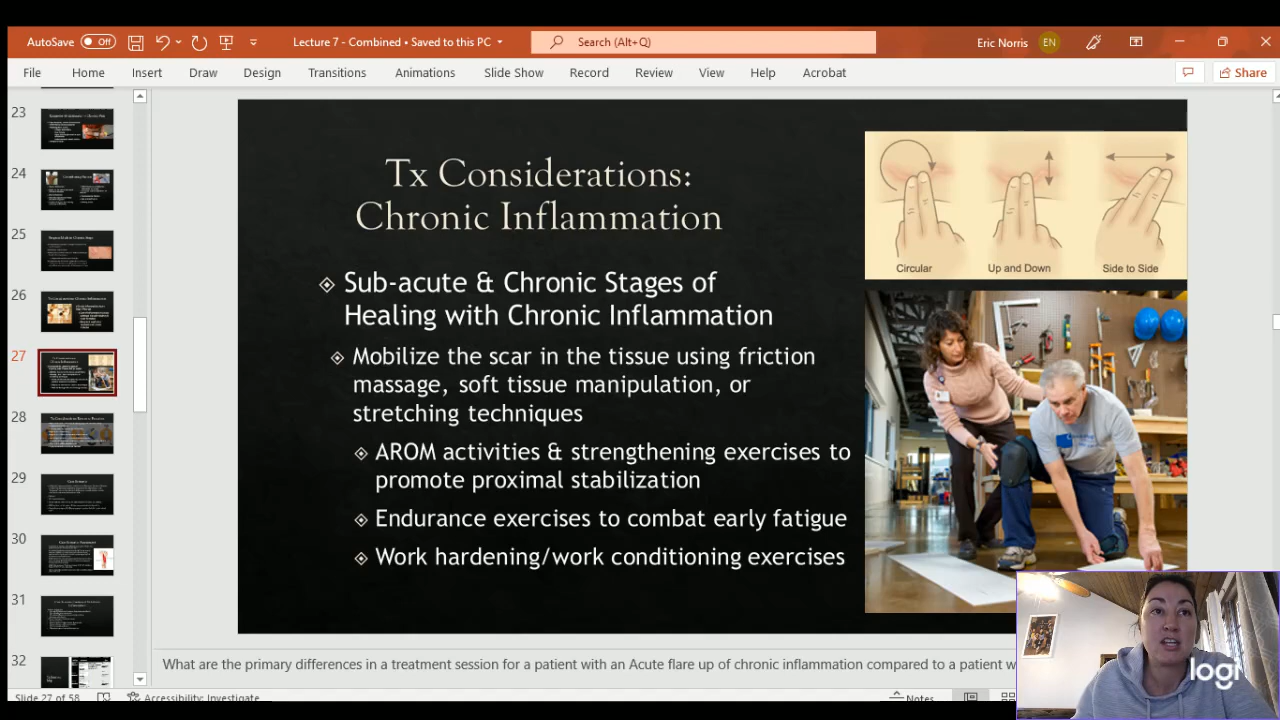 AutoSave Off Lecture 7 - Combined • Saved to this PC Search (Alt+Q) Eric Norris EN
File Home Insert Draw Design Transitions Animations Slide Show Record Review View Help Acrobat Share
23
24
25
26
27
28
29
30
31
32
Tx Considerations:
Chronic Inflammation
Sub-acute & Chronic Stages of
Healing with Chronic Inflammation
Mobilize the scar in the tissue using friction
massage, soft tissue manipulation, or
stretching techniques
AROM activities & strengthening exercises to
promote proximal stabilization
Endurance exercises to combat early fatigue
Work hardining/work conditioning exercises
Circular Up and Down Side to Side
What are the primary differences in a treatment session for a patient with an Acute flare up of chronic inflammation compared to a patient w
Slide 27 of 58 Accessibility: Investigate Notes
logi